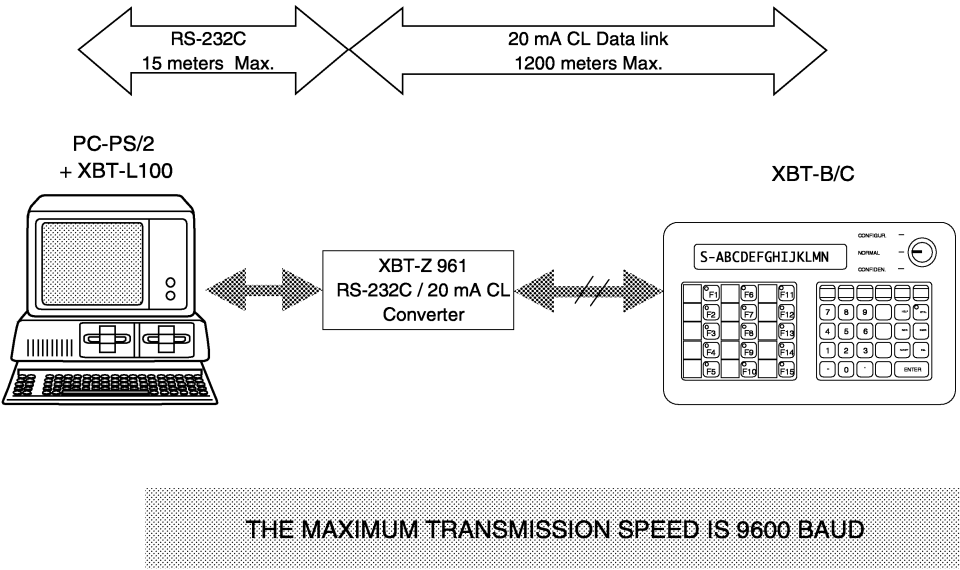 RS-232C
15 meters Max.
20 mA CL Data link
1200 meters Max.
PC-PS/2
+ XBT-L100
XBT-B/C
XBT-Z 961
RS-232C / 20 mA CL
Converter
CONFIGUR.
NORMAL
CONFIDEN.
S-ABCDEFGHIJKLMN
F1 F6 F11
F2 F7 F12
F3 F8 F13
F4 F9 F14
F5 F10 F15
7 8 9
4 5 6
1 2 3
- 0 .
ENTER
THE MAXIMUM TRANSMISSION SPEED IS 9600 BAUD